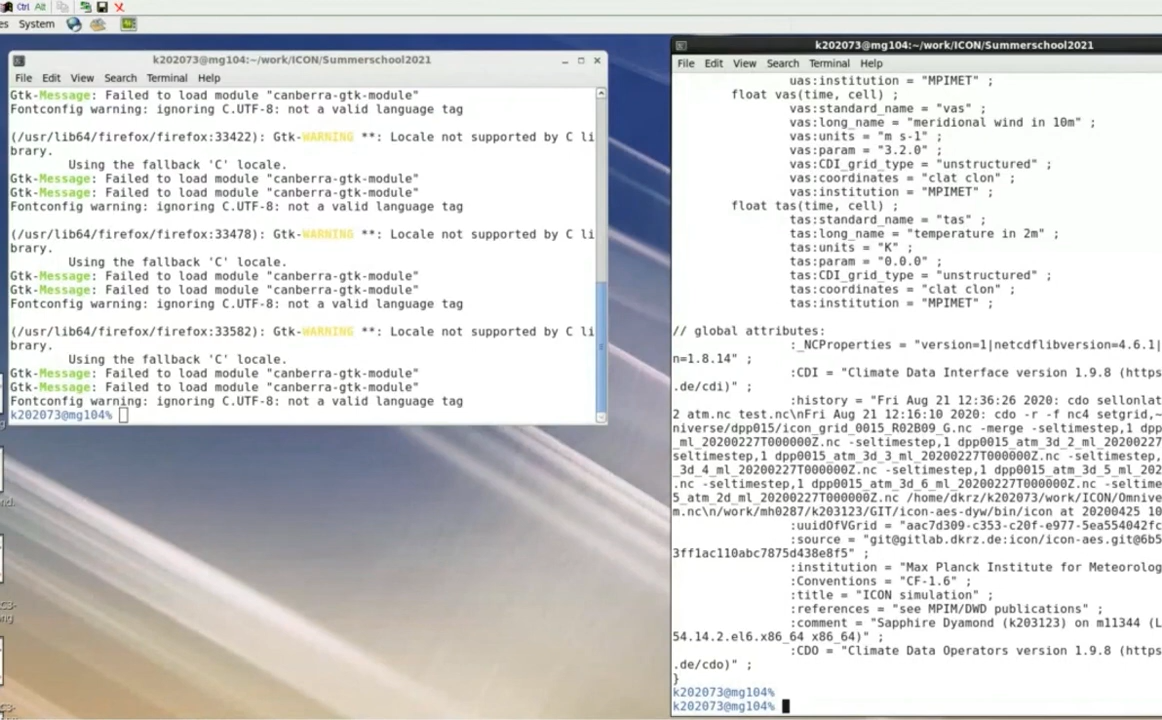 Ctrl Alt
es System
k202073@mg104:~/work/ICON/Summerschool2021
File Edit View Search Terminal Help
Gtk-Message: Failed to load module "canberra-gtk-module"
Fontconfig warning: ignoring C.UTF-8: not a valid language tag
(/usr/lib64/firefox/firefox:33422): Gtk-WARNING **: Locale not supported by C li
brary.
Using the fallback 'C' locale.
Gtk-Message: Failed to load module "canberra-gtk-module"
Gtk-Message: Failed to load module "canberra-gtk-module"
Fontconfig warning: ignoring C.UTF-8: not a valid language tag
(/usr/lib64/firefox/firefox:33478): Gtk-WARNING **: Locale not supported by C li
brary.
Using the fallback 'C' locale.
Gtk-Message: Failed to load module "canberra-gtk-module"
Gtk-Message: Failed to load module "canberra-gtk-module"
Fontconfig warning: ignoring C.UTF-8: not a valid language tag
(/usr/lib64/firefox/firefox:33582): Gtk-WARNING **: Locale not supported by C li
brary.
Using the fallback 'C' locale.
Gtk-Message: Failed to load module "canberra-gtk-module"
Gtk-Message: Failed to load module "canberra-gtk-module"
Fontconfig warning: ignoring C.UTF-8: not a valid language tag
k202073@mg104%
k202073@mg104:~/work/ICON/Summerschool2021
File Edit View Search Terminal Help
uas:institution = "MPIMET" ;
float vas(time, cell) ;
vas:standard_name = "vas" ;
vas:long_name = "meridional wind in 10m" ;
vas:units = "m s-1" ;
vas:param = "3.2.0" ;
vas:CDI_grid_type = "unstructured" ;
vas:coordinates = "clat clon" ;
vas:institution = "MPIMET" ;
float tas(time, cell) ;
tas:standard_name = "tas" ;
tas:long_name = "temperature in 2m" ;
tas:units = "K" ;
tas:param = "0.0.0" ;
tas:CDI_grid_type = "unstructured" ;
tas:coordinates = "clat clon" ;
tas:institution = "MPIMET" ;
// global attributes:
:_NCProperties = "version=1|netcdflibversion=4.6.1|
n=1.8.14" ;
:CDI = "Climate Data Interface version 1.9.8 (https
.de/cdi)" ;
:history = "Fri Aug 21 12:36:26 2020: cdo sellonlat
2 atm.nc test.nc\nFri Aug 21 12:16:10 2020: cdo -r -f nc4 setgrid,~
niverse/dpp015/icon_grid_0015_R02B09_G.nc -merge -seltimestep,1 dpp
_ml_20200227T000000Z.nc -seltimestep,1 dpp0015_atm_3d_2_ml_20200227
seltimestep,1 dpp0015_atm_3d_3_ml_20200227T000000Z.nc -seltimestep,
_3d_4_ml_20200227T000000Z.nc -seltimestep,1 dpp0015_atm_3d_5_ml_202
.nc -seltimestep,1 dpp0015_atm_3d_6_ml_20200227T000000Z.nc -seltime
5_atm_2d_ml_20200227T000000Z.nc /home/dkrz/k202073/work/ICON/Omnive
m.nc\n/work/mh0287/k203123/GIT/icon-aes-dyw/bin/icon at 20200425 10
:uuidOfVGrid = "aac7d309-c353-c20f-e977-5ea554042fc
:source = "git@gitlab.dkrz.de:icon/icon-aes.git@6b5
3ff1ac110abc7875d438e8f5" ;
:institution = "Max Planck Institute for Meteorolog
:Conventions = "CF-1.6" ;
:title = "ICON simulation" ;
:references = "see MPIM/DWD publications" ;
:comment = "Sapphire Dyamond (k203123) on m11344 (L
54.14.2.el6.x86_64 x86_64)" ;
:CDO = "Climate Data Operators version 1.9.8 (https
.de/cdo)" ;
}
k202073@mg104%
k202073@mg104%